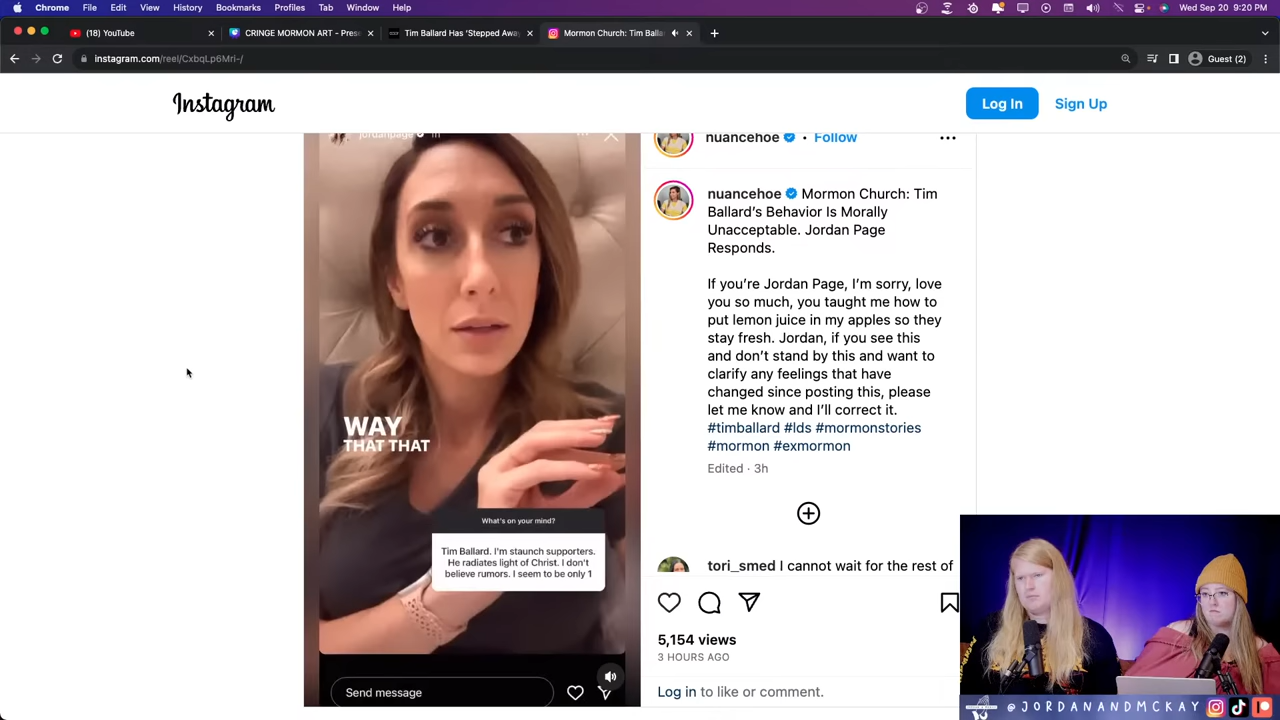 Chrome File Edit View History Bookmarks Profiles Tab Window Help
Wed Sep 20 9:20 PM
(18) YouTube
CRINGE MORMON ART - Prese
Tim Ballard Has 'Stepped Away
Mormon Church: Tim Balla
instagram.com/reel/CxbqLp6Mri-/
Guest (2)
Instagram
Log In
Sign Up
jordanpage 1h
WAY
THAT THAT
What's on your mind?
Tim Ballard. I'm staunch supporters.
He radiates light of Christ. I don't
believe rumors. I seem to be only 1
Send message
nuancehoe • Follow
nuancehoe Mormon Church: Tim
Ballard's Behavior Is Morally
Unacceptable. Jordan Page
Responds.
If you're Jordan Page, I'm sorry, love
you so much, you taught me how to
put lemon juice in my apples so they
stay fresh. Jordan, if you see this
and don't stand by this and want to
clarify any feelings that have
changed since posting this, please
let me know and I'll correct it.
#timballard #lds #mormonstories
#mormon #exmormon
Edited · 3h
tori_smed I cannot wait for the rest of
5,154 views
3 HOURS AGO
Log in to like or comment.
@JORDANANDMCKAY